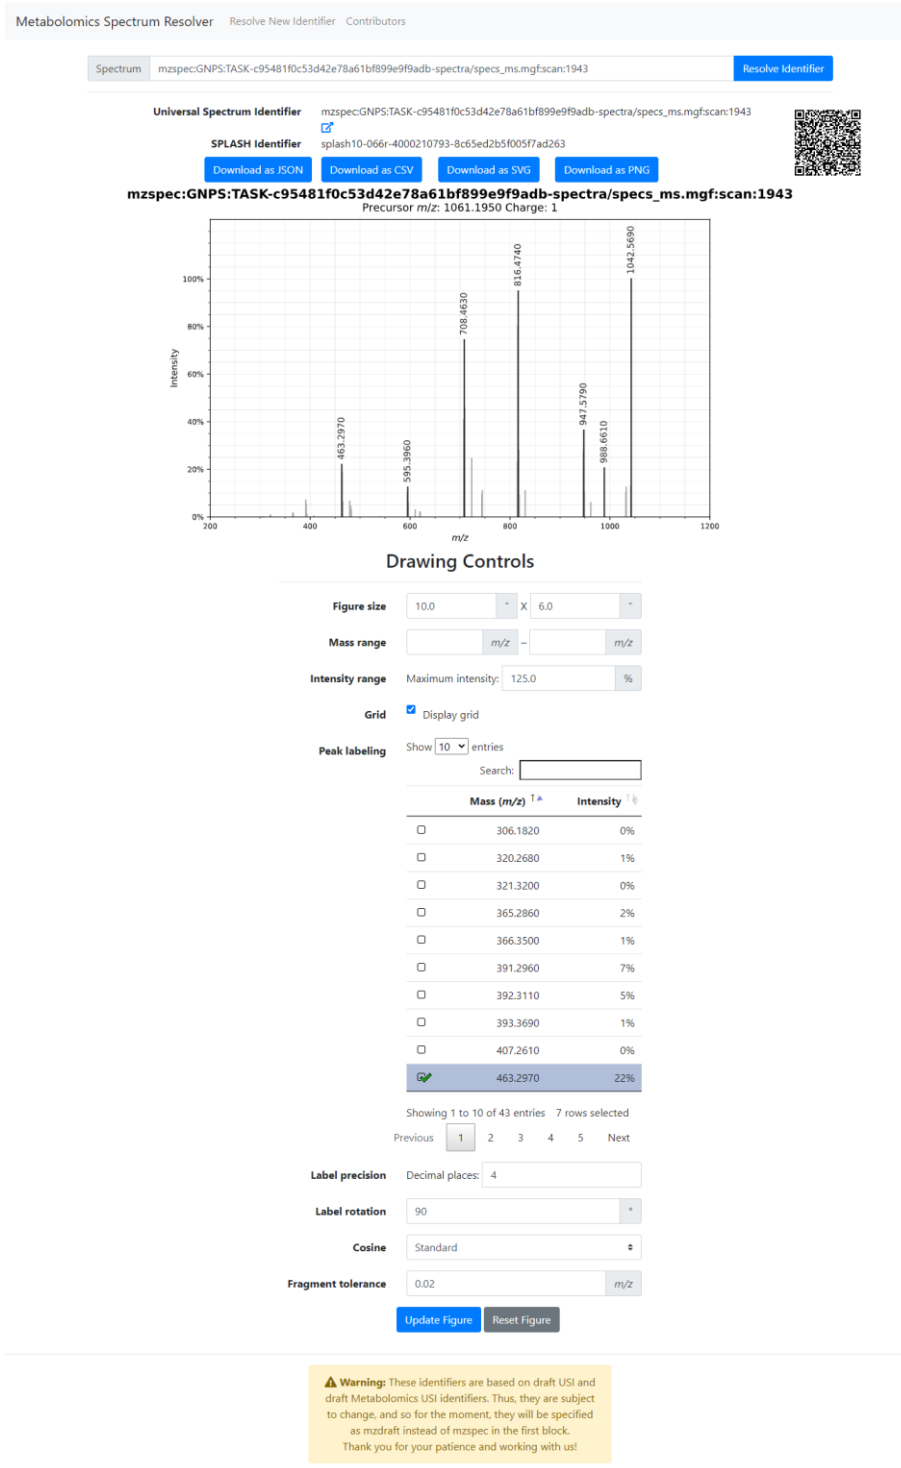 Metabolomics Spectrum Resolver Resolve New Identifier Contributors
Spectrum mzspec:GNPS:TASK-c95481f0c53d42e78a61bf899e9f9adb-spectra/specs_ms.mgf:scan:1943 Resolve Identifier
Universal Spectrum Identifier mzspec:GNPS:TASK-c95481f0c53d42e78a61bf899e9f9adb-spectra/specs_ms.mgf:scan:1943
SPLASH Identifier splash10-066r-4000210793-8c65ed2b5f005f7ad263
Download as JSON Download as CSV Download as SVG Download as PNG
mzspec:GNPS:TASK-c95481f0c53d42e78a61bf899e9f9adb-spectra/specs_ms.mgf:scan:1943
Precursor m/z: 1061.1950 Charge: 1
Intensity
100%
80%
60%
40%
20%
0%
463.2970
595.3960
708.4630
816.4740
947.5790
988.6610
1042.5690
200 400 600 800 1000 1200
m/z
Drawing Controls
Figure size 10.0 " X 6.0 "
Mass range m/z – m/z
Intensity range Maximum intensity: 125.0 %
Grid Display grid
Peak labeling Show 10 entries
Search:
Mass (m/z) Intensity
306.1820 0%
320.2680 1%
321.3200 0%
365.2860 2%
366.3500 1%
391.2960 7%
392.3110 5%
393.3690 1%
407.2610 0%
463.2970 22%
Showing 1 to 10 of 43 entries 7 rows selected
Previous 1 2 3 4 5 Next
Label precision Decimal places: 4
Label rotation 90 °
Cosine Standard
Fragment tolerance 0.02 m/z
Update Figure Reset Figure
Warning: These identifiers are based on draft USI and
draft Metabolomics USI identifiers. Thus, they are subject
to change, and so for the moment, they will be specified
as mzdraft instead of mzspec in the first block.
Thank you for your patience and working with us!